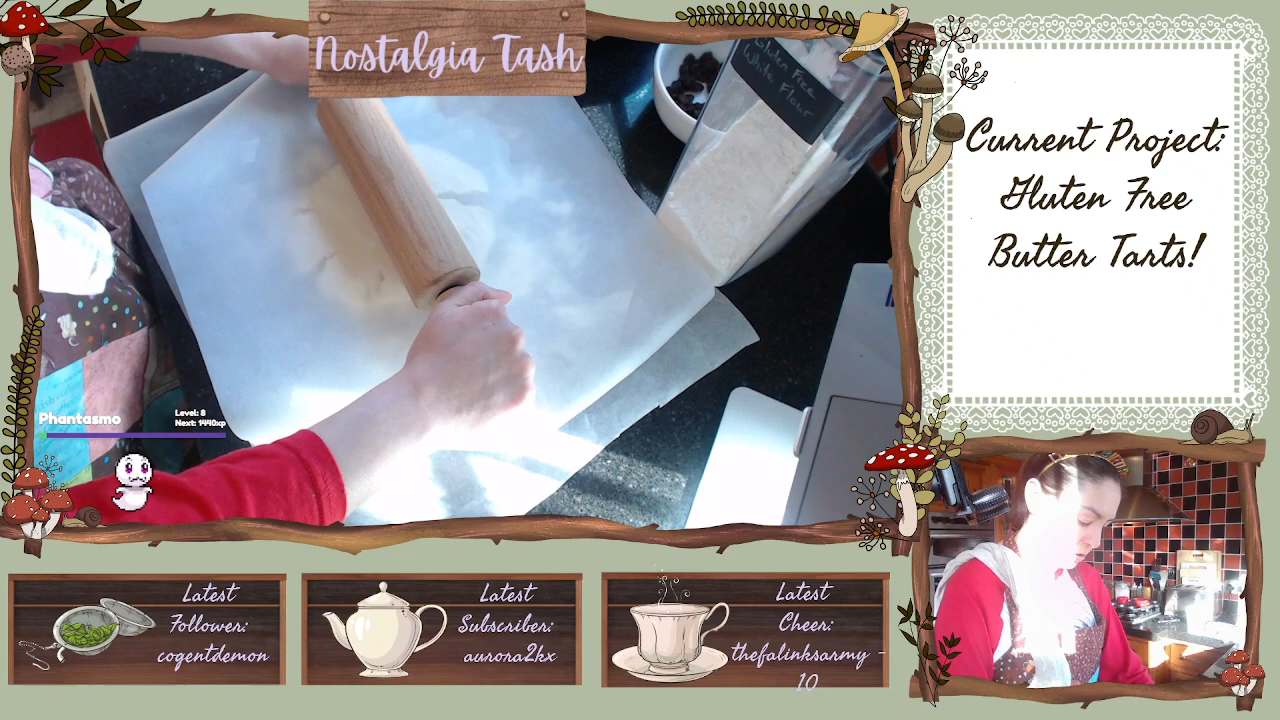 Nostalgia Tash
Gluten Free
White Flour
Current Project:
Gluten Free
Butter Tarts!
Phantasmo
Level: 8
Next: 1440xp
Latest
Follower:
cogentdemon
Latest
Subscriber:
aurora2kx
Latest
Cheer:
thefalinksarmy -
10